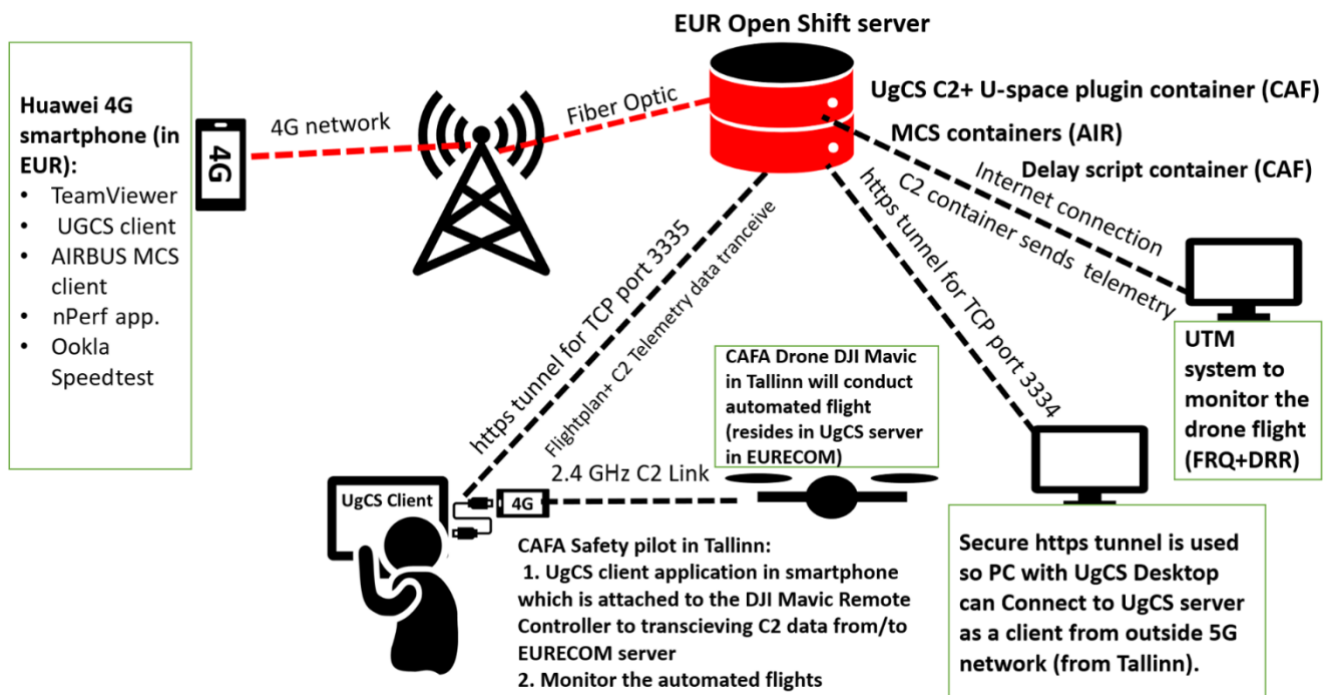 EUR Open Shift server
Huawei 4G
smartphone (in
EUR):
• TeamViewer
• UGCS client
• AIRBUS MCS
client
• nPerf app.
• Ookla
Speedtest
4G
4G network
Fiber Optic
UgCS C2+ U-space plugin container (CAF)
MCS containers (AIR)
Delay script container (CAF)
Internet connection
C2 container sends telemetry
https tunnel for TCP port 3335
Flightplan+ C2 Telemetry data tranceive
https tunnel for TCP port 3334
UTM
system to
monitor the
drone flight
(FRQ+DRR)
CAFA Drone DJI Mavic
in Tallinn will conduct
automated flight
(resides in UgCS server
in EURECOM)
2.4 GHz C2 Link
UgCS Client
4G
CAFA Safety pilot in Tallinn:
1. UgCS client application in smartphone
which is attached to the DJI Mavic Remote
Controller to transcieving C2 data from/to
EURECOM server
2. Monitor the automated flights
Secure https tunnel is used
so PC with UgCS Desktop
can Connect to UgCS server
as a client from outside 5G
network (from Tallinn).